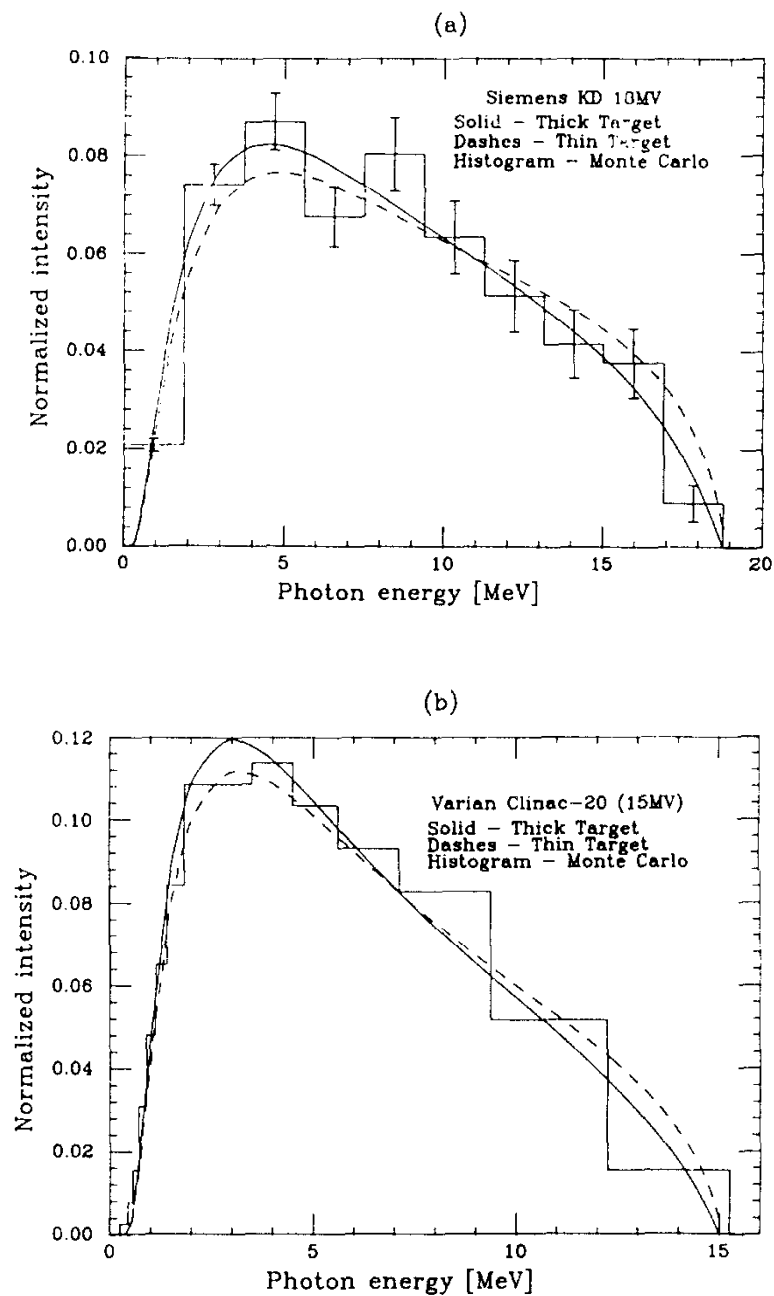 (a)
Siemens KD
Solid – Thick Target
Dashes – Thin Target
Histogram – Monte Carlo
Normalized intensity
0.10
0.08
0.06
0.04
0.02
0.00
0 5 10 15 20
Photon energy [MeV]
(b)
Varian Clinac-20 (15MV)
Solid – Thick Target
Dashes – Thin Target
Histogram – Monte Carlo
Normalized intensity
0.12
0.10
0.08
0.06
0.04
0.02
0.00
0 5 10 15
Photon energy [MeV]